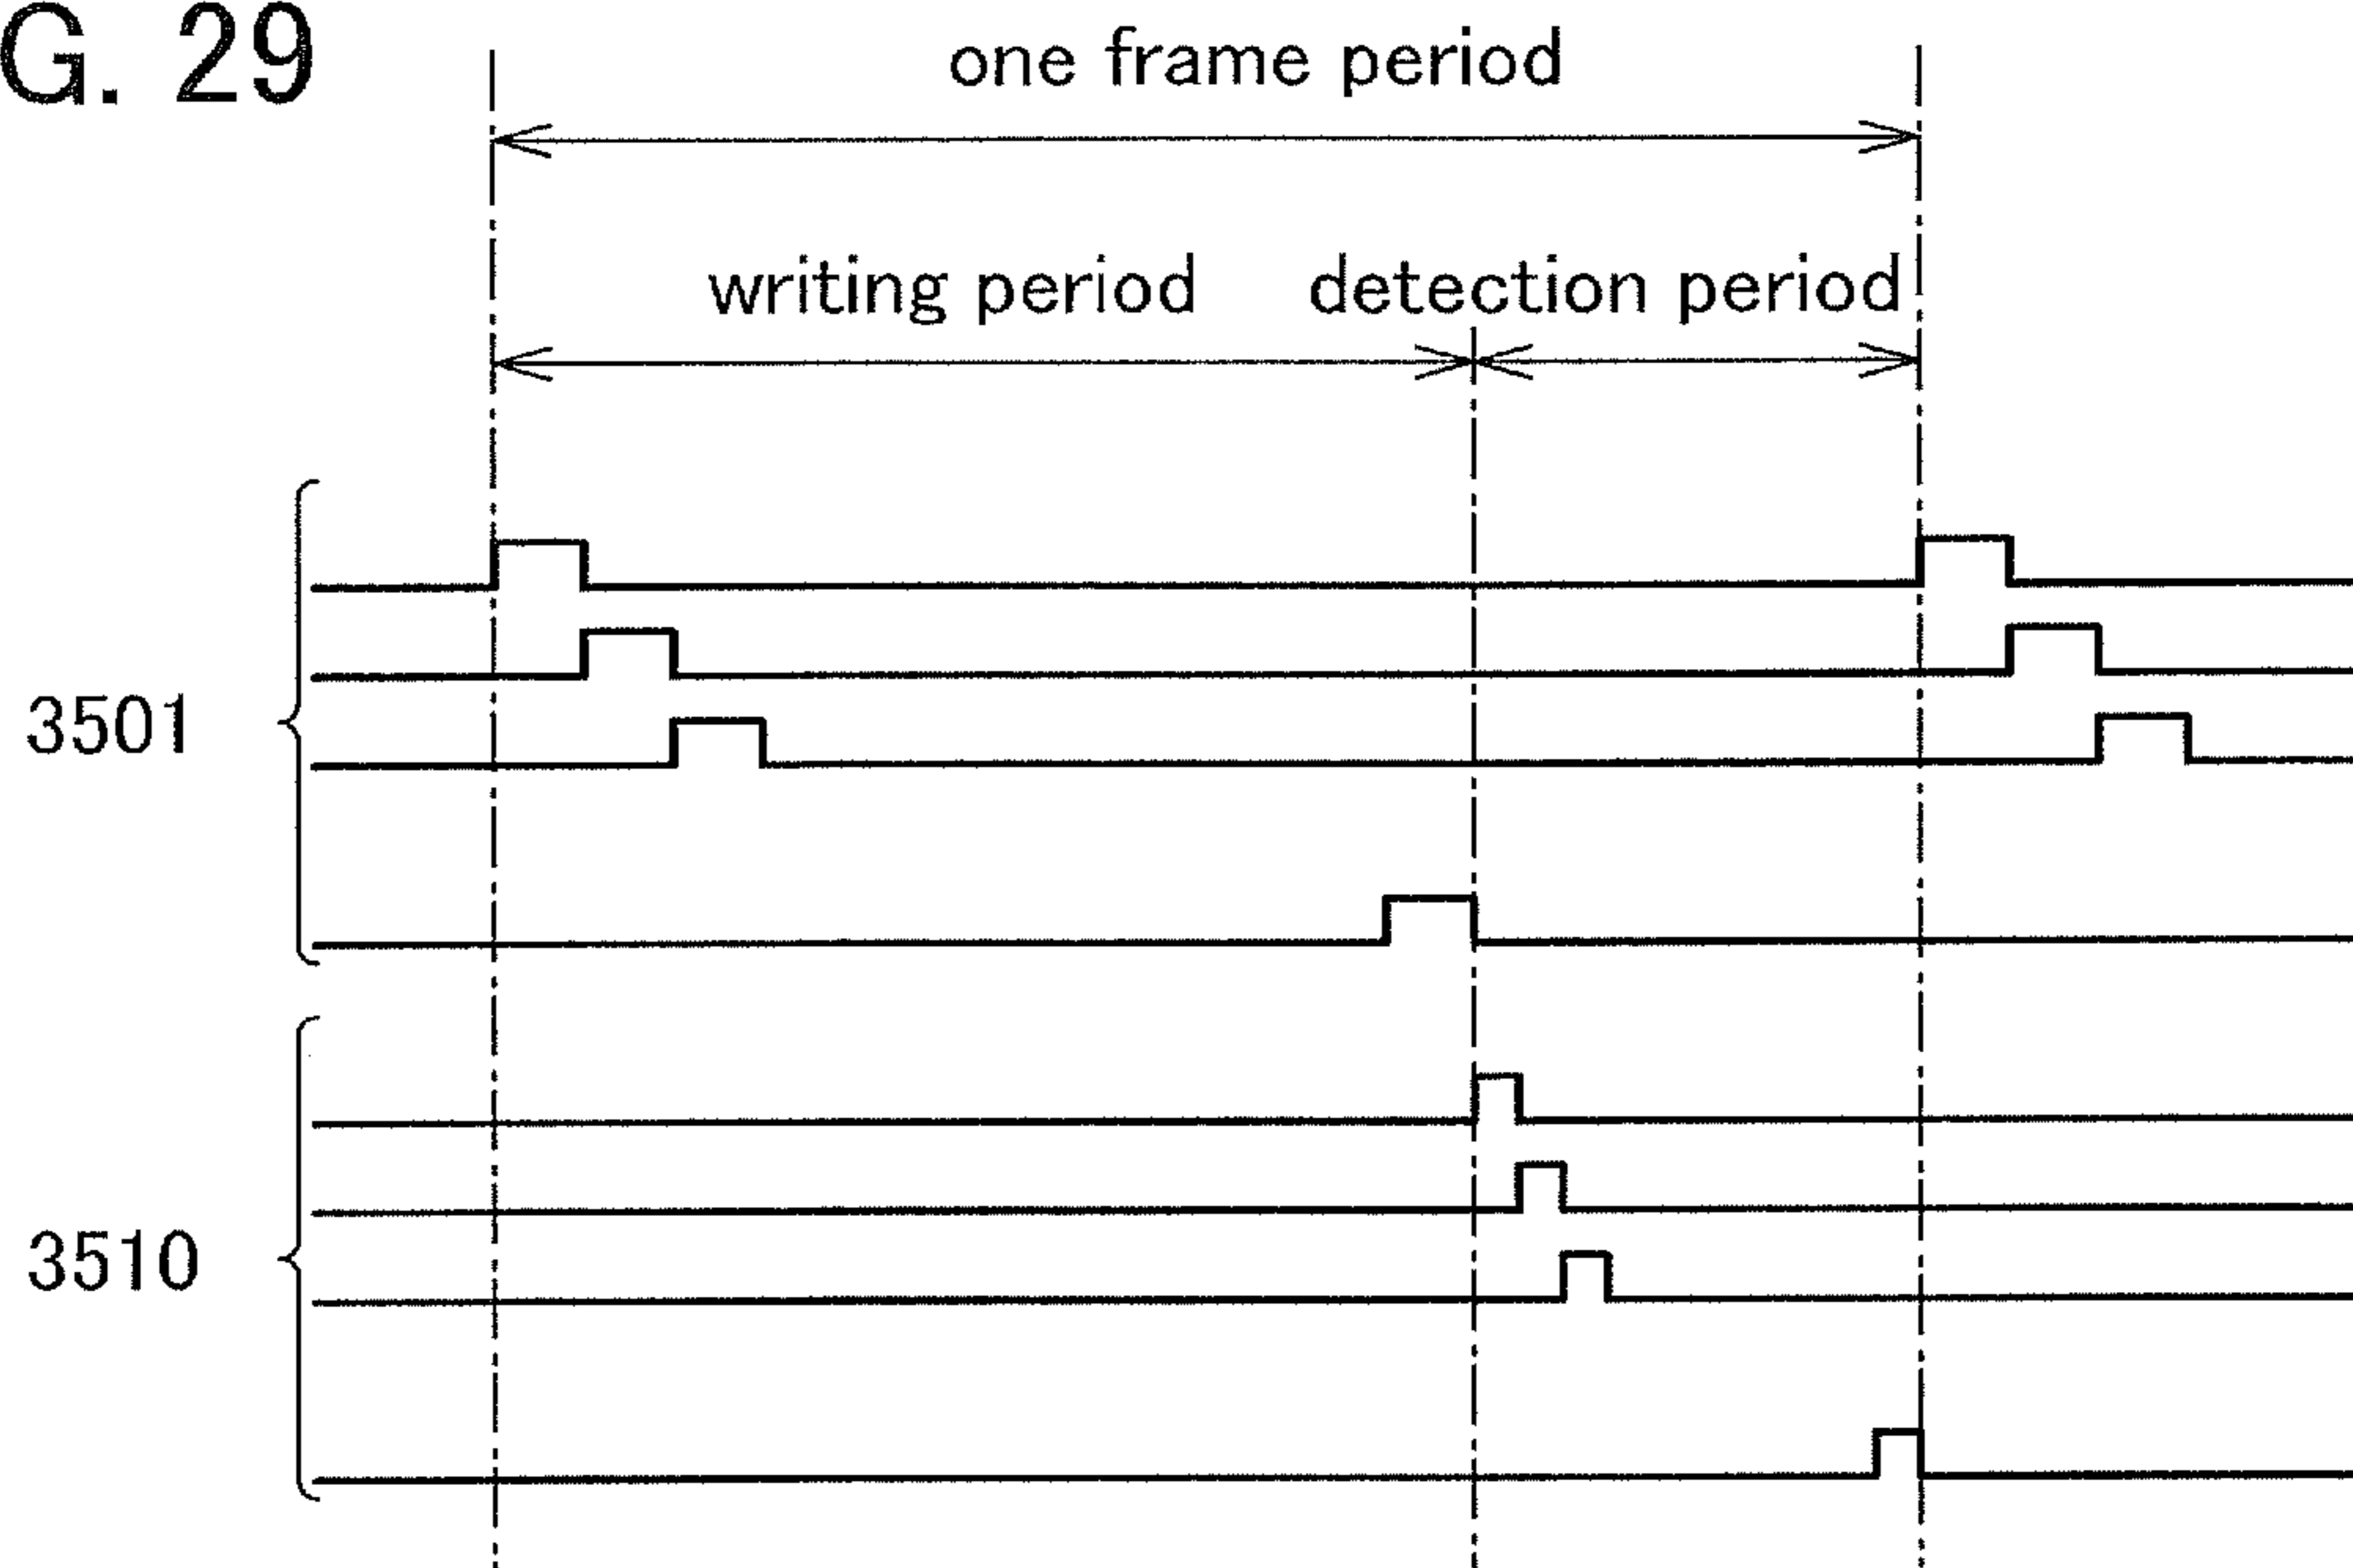 G. 29
one frame period
writing period
detection period
3501
3510